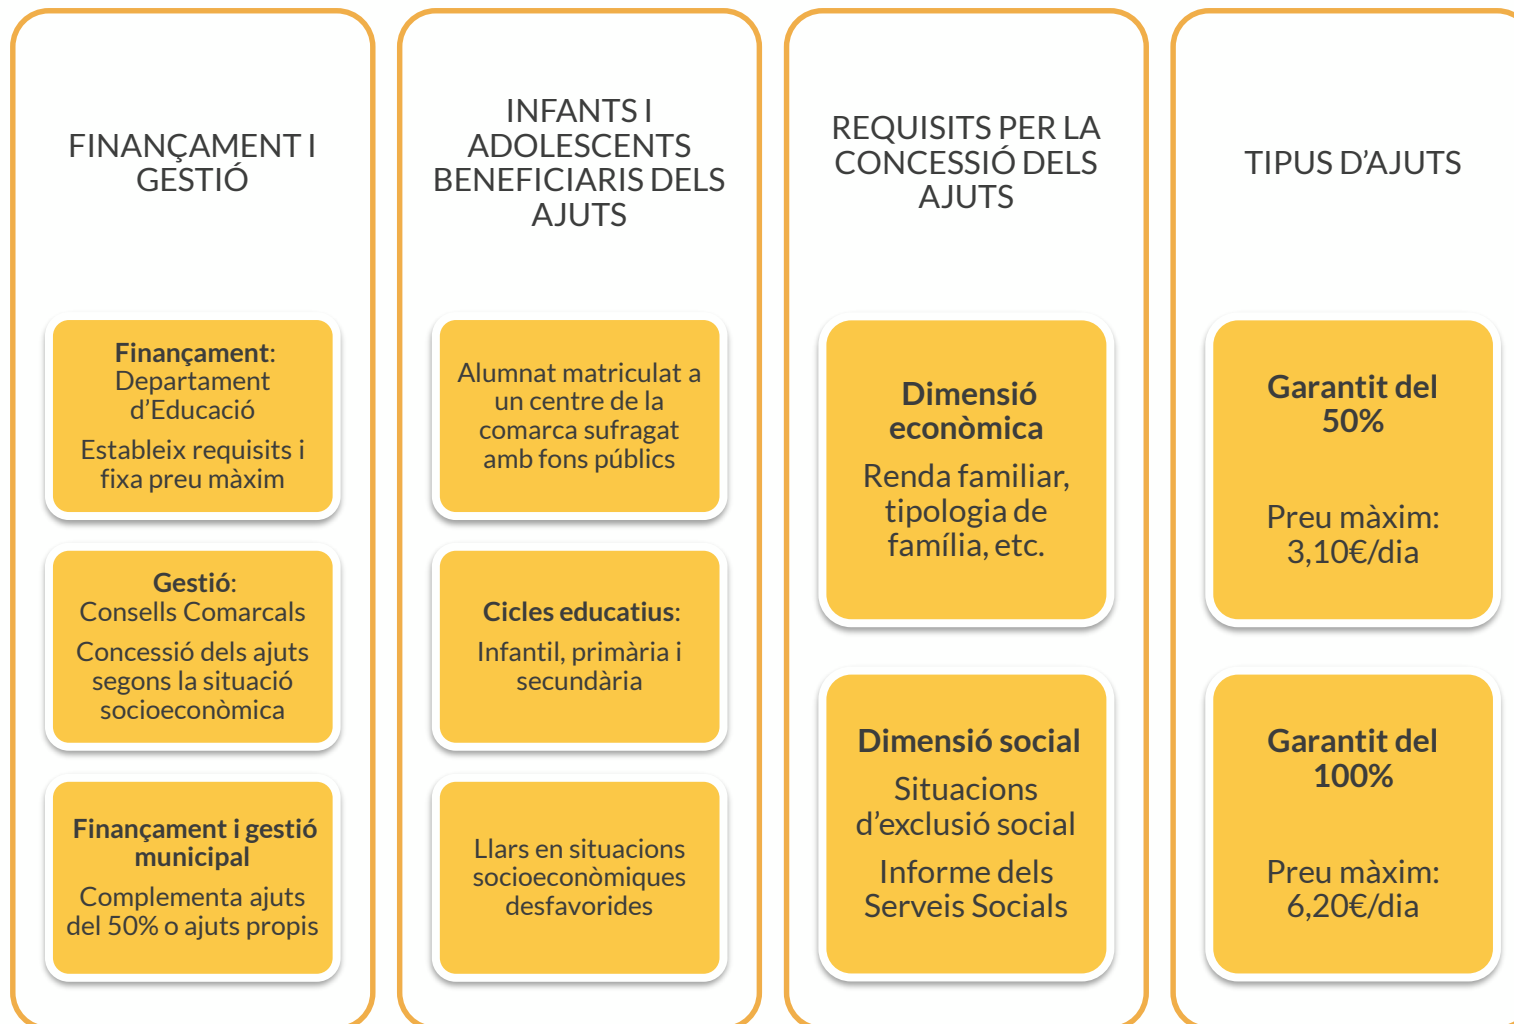 FINANÇAMENT I
GESTIÓ
Finançament:
Departament
d’Educació
Estableix requisits i
fixa preu màxim
Gestió:
Consells Comarcals
Concessió dels ajuts
segons la situació
socioeconòmica
Finançament i gestió
municipal
Complementa ajuts
del 50% o ajuts propis
INFANTS I
ADOLESCENTS
BENEFICIARIS DELS
AJUTS
Alumnat matriculat a
un centre de la
comarca sufragat
amb fons públics
Cicles educatius:
Infantil, primària i
secundària
Llars en situacions
socioeconòmiques
desfavorides
REQUISITS PER LA
CONCESSIÓ DELS
AJUTS
Dimensió
econòmica
Renda familiar,
tipologia de
família, etc.
Dimensió social
Situacions
d’exclusió social
Informe dels
Serveis Socials
TIPUS D’AJUTS
Garantit del
50%
Preu màxim:
3,10€/dia
Garantit del
100%
Preu màxim:
6,20€/dia